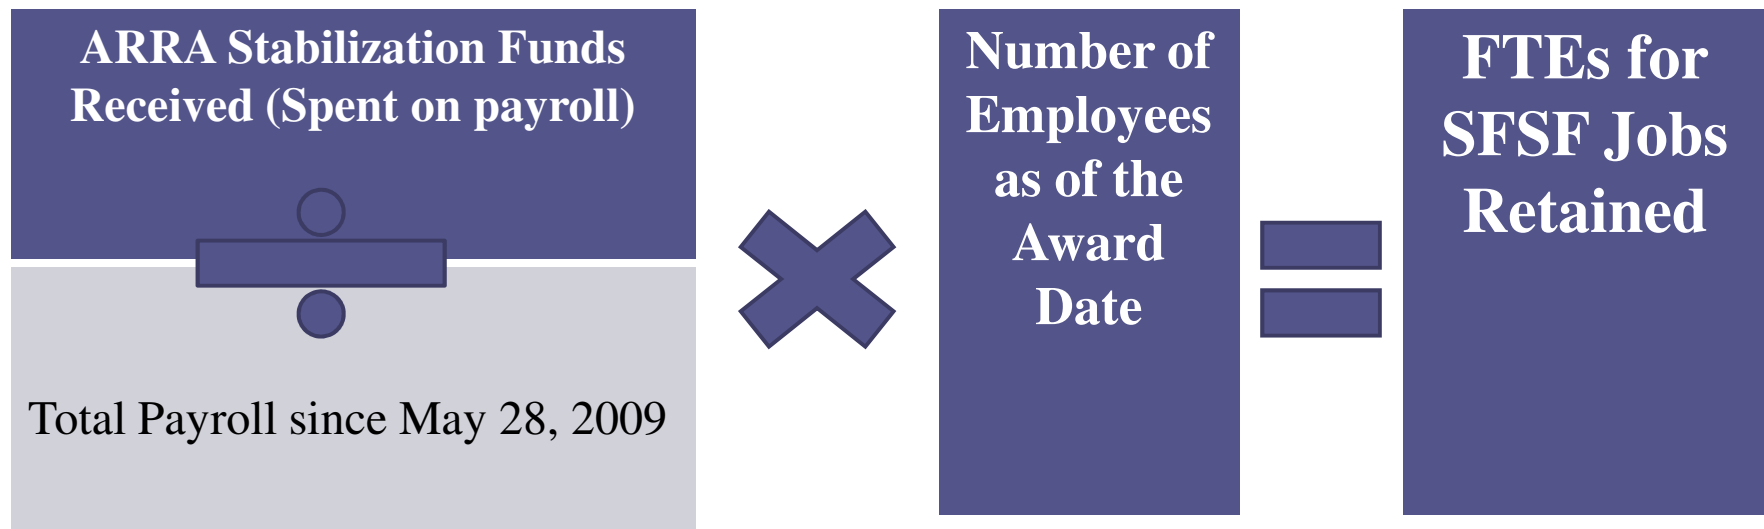 ARRA Stabilization Funds
Received (Spent on payroll)
Total Payroll since May 28, 2009
Number of
Employees
as of the
Award
Date
FTEs for
SFSF Jobs
Retained